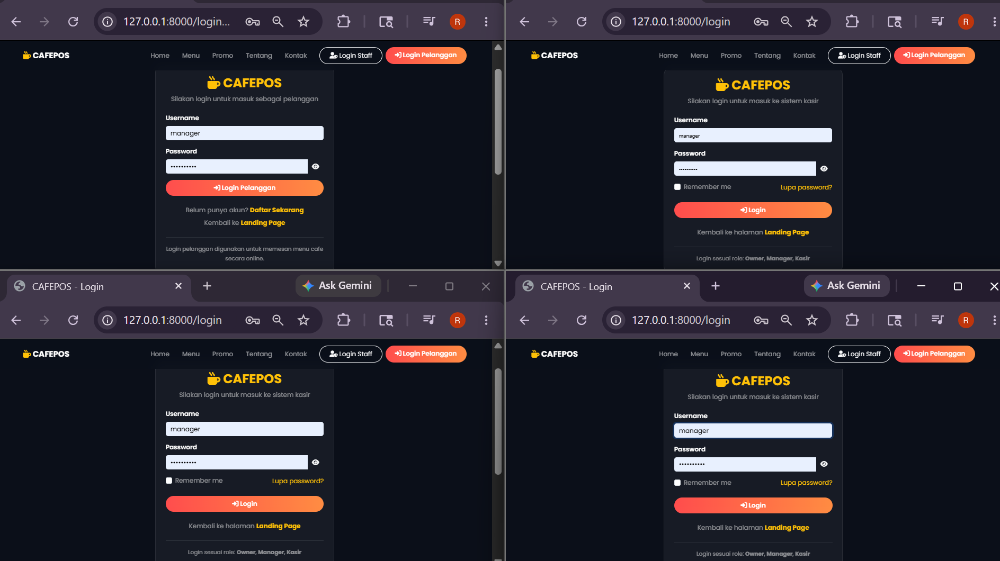 127.0.0.1:8000/login...
R
CAFEPOS
Home Menu Promo Tentang Kontak Login Staff Login Pelanggan
CAFEPOS
Silakan login untuk masuk sebagai pelanggan
Username
manager
Password
••••••••••
Login Pelanggan
Belum punya akun? Daftar Sekarang
Kembali ke Landing Page
Login pelanggan digunakan untuk memesan menu cafe
secara online.
127.0.0.1:8000/login
R
CAFEPOS
Home Menu Promo Tentang Kontak Login Staff Login Pelanggan
CAFEPOS
Silakan login untuk masuk ke sistem kasir
Username
manager
Password
••••••••••
Remember me Lupa password?
Login
Kembali ke halaman Landing Page
Login sesuai role: Owner, Manager, Kasir
CAFEPOS - Login Ask Gemini
127.0.0.1:8000/login
R
CAFEPOS
Home Menu Promo Tentang Kontak Login Staff Login Pelanggan
CAFEPOS
Silakan login untuk masuk ke sistem kasir
Username
manager
Password
••••••••••
Remember me Lupa password?
Login
Kembali ke halaman Landing Page
Login sesuai role: Owner, Manager, Kasir
CAFEPOS - Login Ask Gemini
127.0.0.1:8000/login
R
CAFEPOS
Home Menu Promo Tentang Kontak Login Staff Login Pelanggan
CAFEPOS
Silakan login untuk masuk ke sistem kasir
Username
manager
Password
••••••••••
Remember me Lupa password?
Login
Kembali ke halaman Landing Page
Login sesuai role: Owner, Manager, Kasir